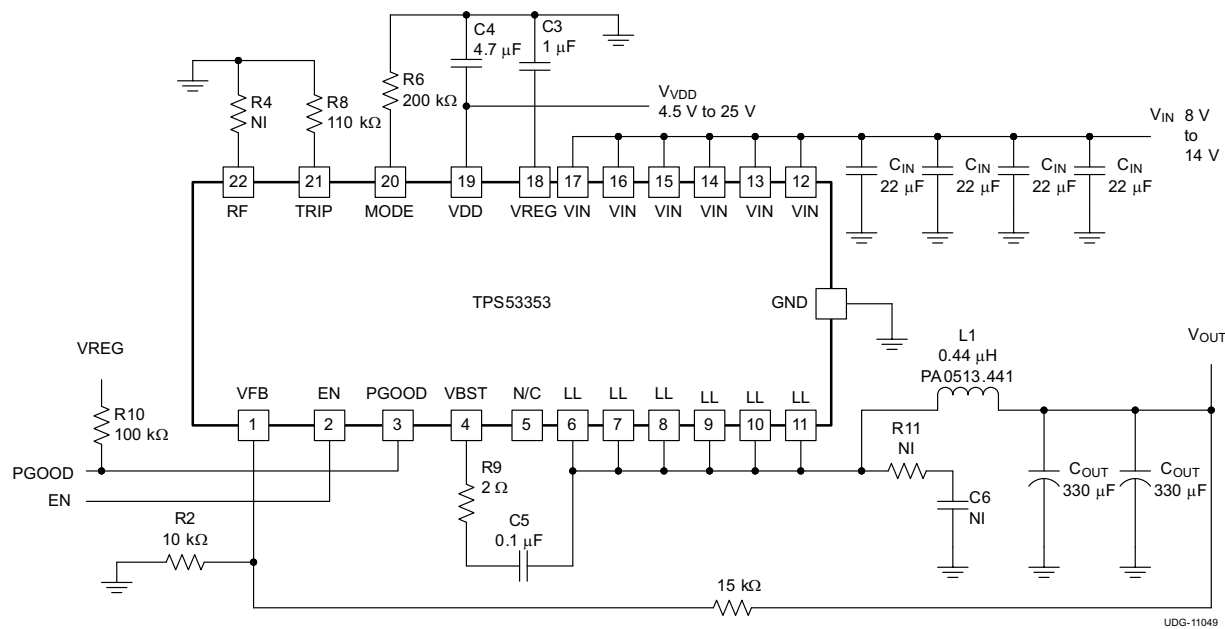 C4
4.7 µF
C3
1 µF
R6
200 kΩ
R4
NI
R8
110 kΩ
VVDD
4.5 V to 25 V
VIN 8 V
to
14 V
CIN
22 µF
CIN
22 µF
CIN
22 µF
CIN
22 µF
22
21
20
19
18
17
16
15
14
13
12
RF
TRIP
MODE
VDD
VREG
VIN
VIN
VIN
VIN
VIN
VIN
TPS53353
GND
VREG
R10
100 kΩ
VFB
EN
PGOOD
VBST
N/C
LL
LL
LL
LL
LL
LL
1
2
3
4
5
6
7
8
9
10
11
L1
0.44 µH
PA0513.441
VOUT
PGOOD
EN
R9
2 Ω
C5
0.1 µF
R11
NI
C6
NI
COUT
330 µF
COUT
330 µF
R2
10 kΩ
15 kΩ
UDG-11049